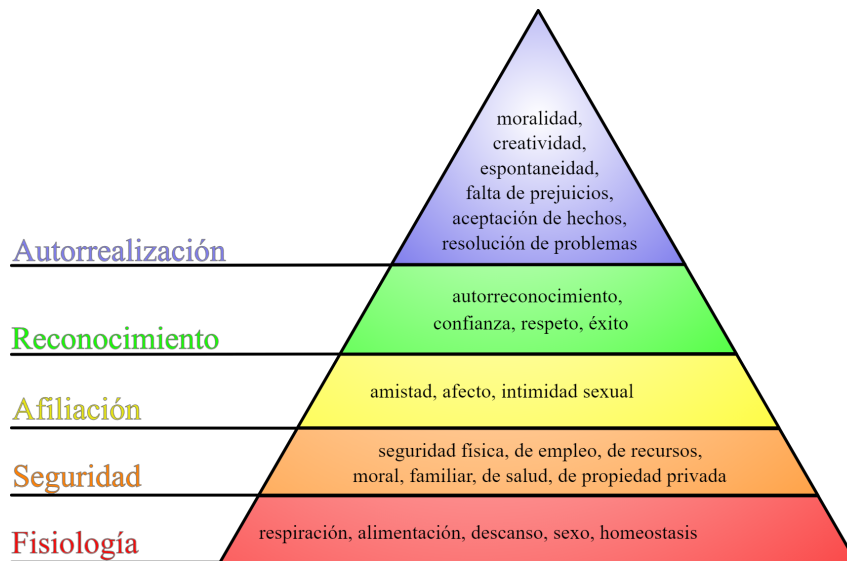 moralidad,
creatividad,
espontaneidad,
falta de prejuicios,
aceptación de hechos,
resolución de problemas
Autorrealización
autorreconocimiento,
confianza, respeto, éxito
Reconocimiento
amistad, afecto, intimidad sexual
Afiliación
seguridad física, de empleo, de recursos,
moral, familiar, de salud, de propiedad privada
Seguridad
respiración, alimentación, descanso, sexo, homeostasis
Fisiología